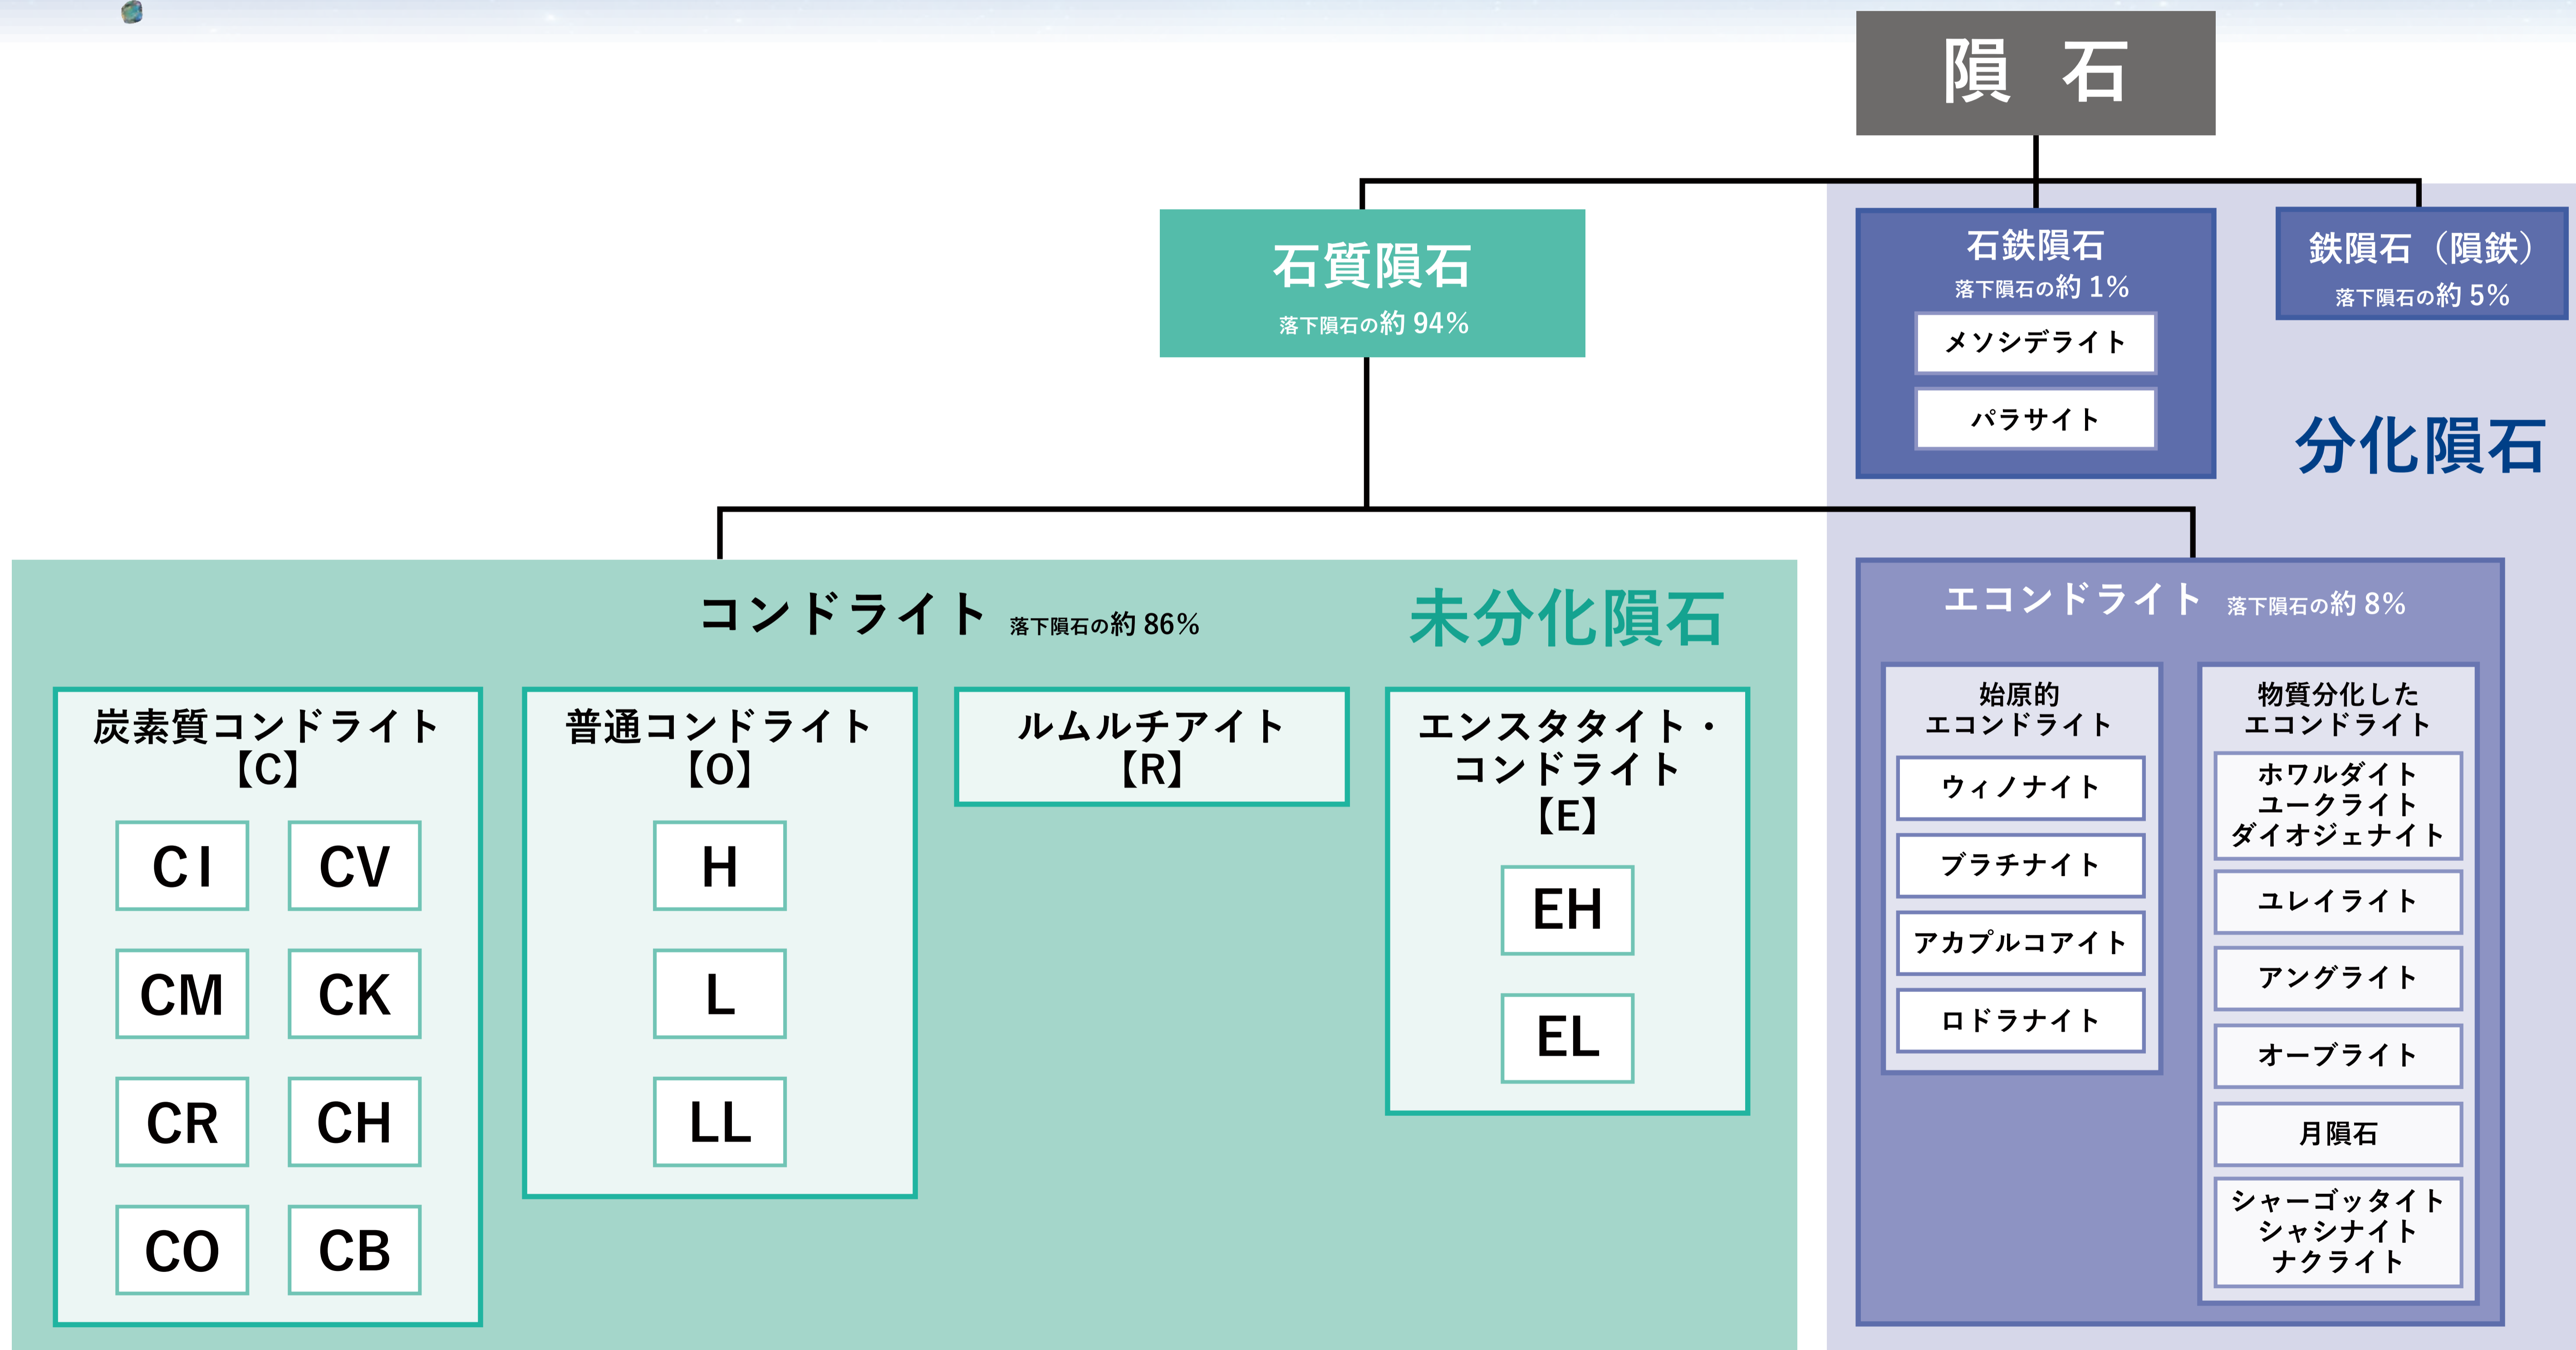 隕 石
石質隕石
落下隕石の約 94%
石鉄隕石
落下隕石の約 1%
メソシデライト
パラサイト
鉄隕石（隕鉄）
落下隕石の約 5%
分化隕石
コンドライト 落下隕石の約 86%
未分化隕石
炭素質コンドライト
【C】
CI
CV
CM
CK
CR
CH
CO
CB
普通コンドライト
【O】
H
L
LL
ルムルチアイト
【R】
エンスタタイト・
コンドライト
【E】
EH
EL
エコンドライト 落下隕石の約 8%
始原的
エコンドライト
ウィノナイト
ブラチナイト
アカプルコアイト
ロドラナイト
物質分化した
エコンドライト
ホワルダイト
ユークライト
ダイオジェナイト
ユレイライト
アングライト
オーブライト
月隕石
シャーゴッタイト
シャシナイト
ナクライト